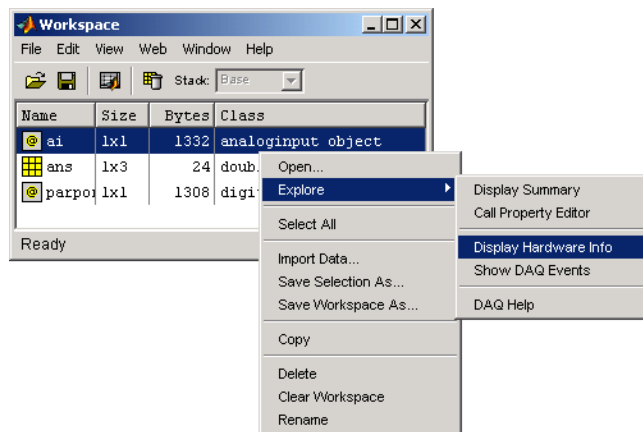 Workspace
File Edit View Web Window Help
Stack: Base
Name Size Bytes Class
ai 1x1 1332 analoginput object
ans 1x3 24 doub
parpo 1x1 1308 digi
Ready
Open...
Explore
Select All
Import Data...
Save Selection As...
Save Workspace As...
Copy
Delete
Clear Workspace
Rename
Display Summary
Call Property Editor
Display Hardware Info
Show DAQ Events
DAQ Help